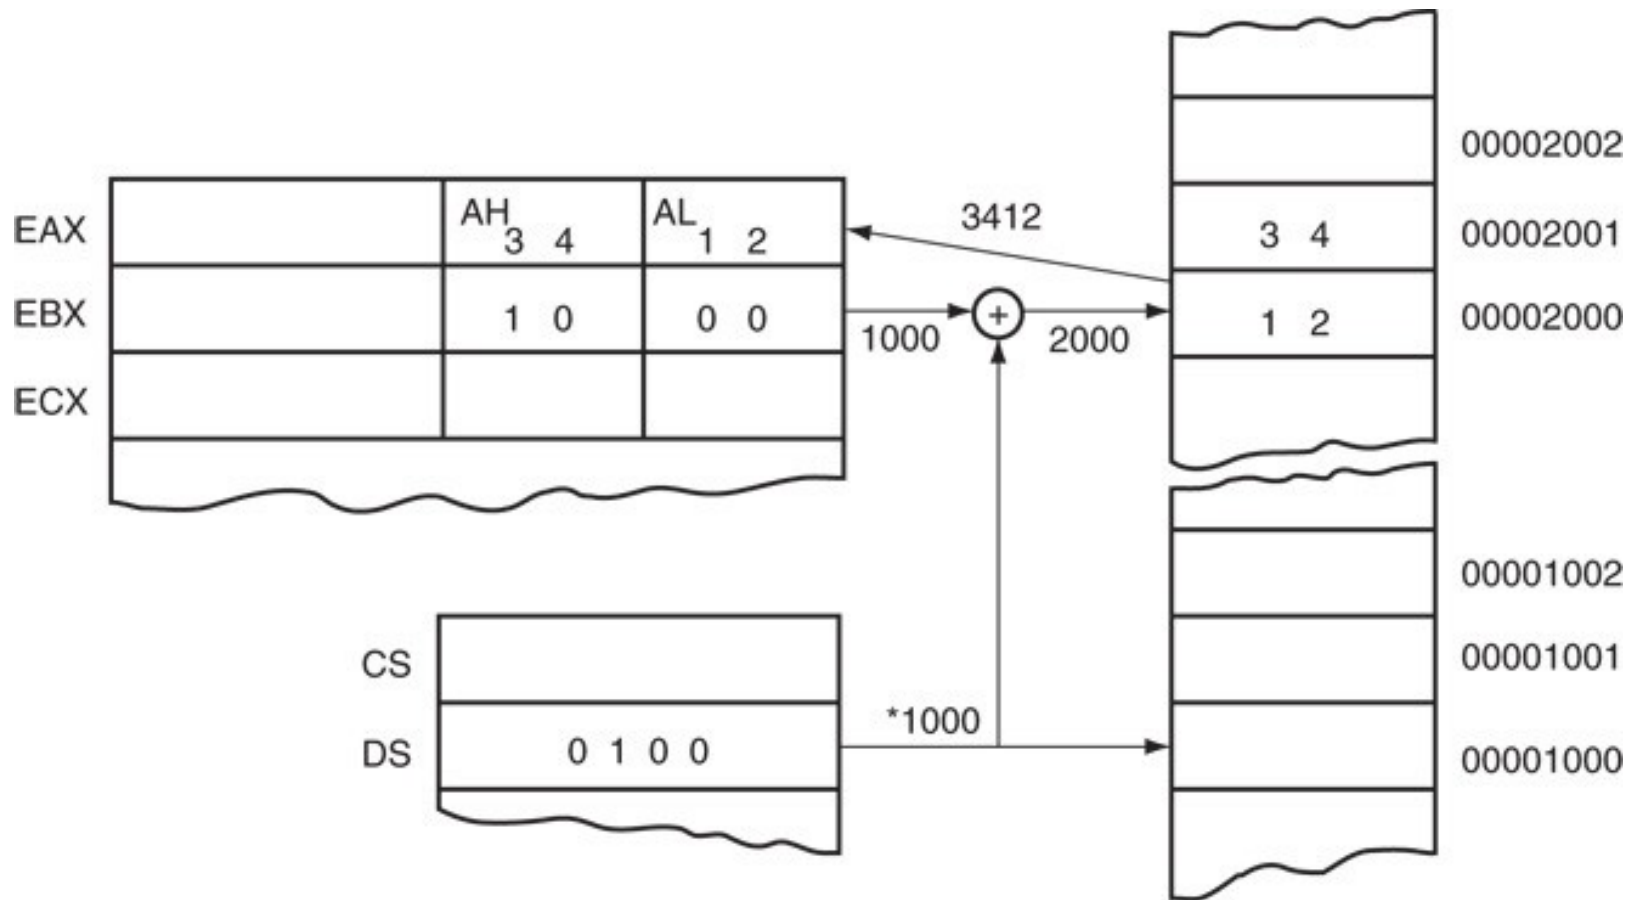 00002002
AH AL
EAX 3 4 1 2 3412 3 4 00002001
EBX 1 0 0 0 1000 + 2000 1 2 00002000
ECX
00001002
CS 00001001
DS 0 1 0 0 *1000 00001000